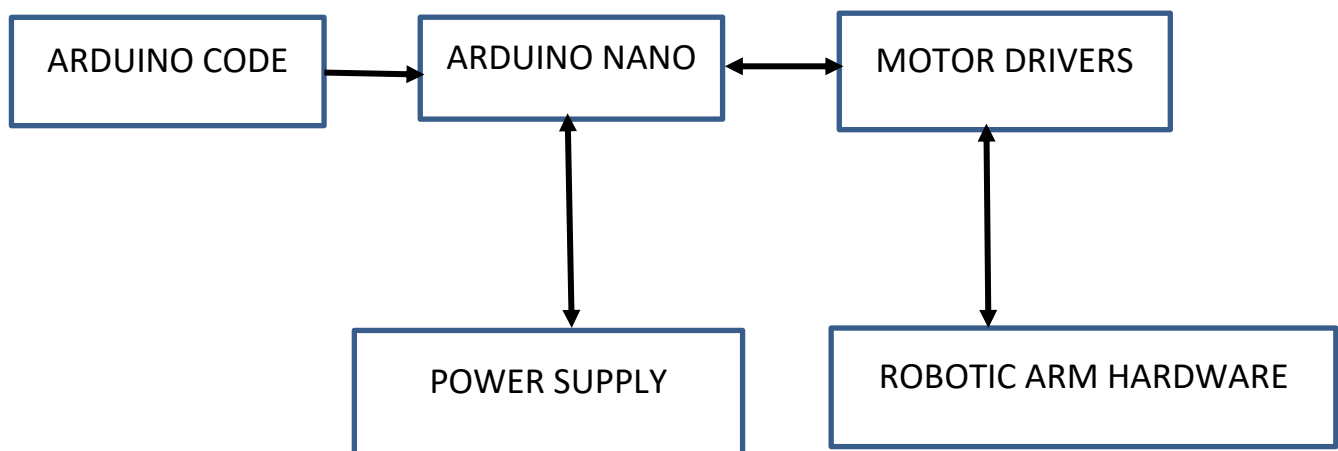 ARDUINO CODE
ARDUINO NANO
MOTOR DRIVERS
POWER SUPPLY
ROBOTIC ARM HARDWARE